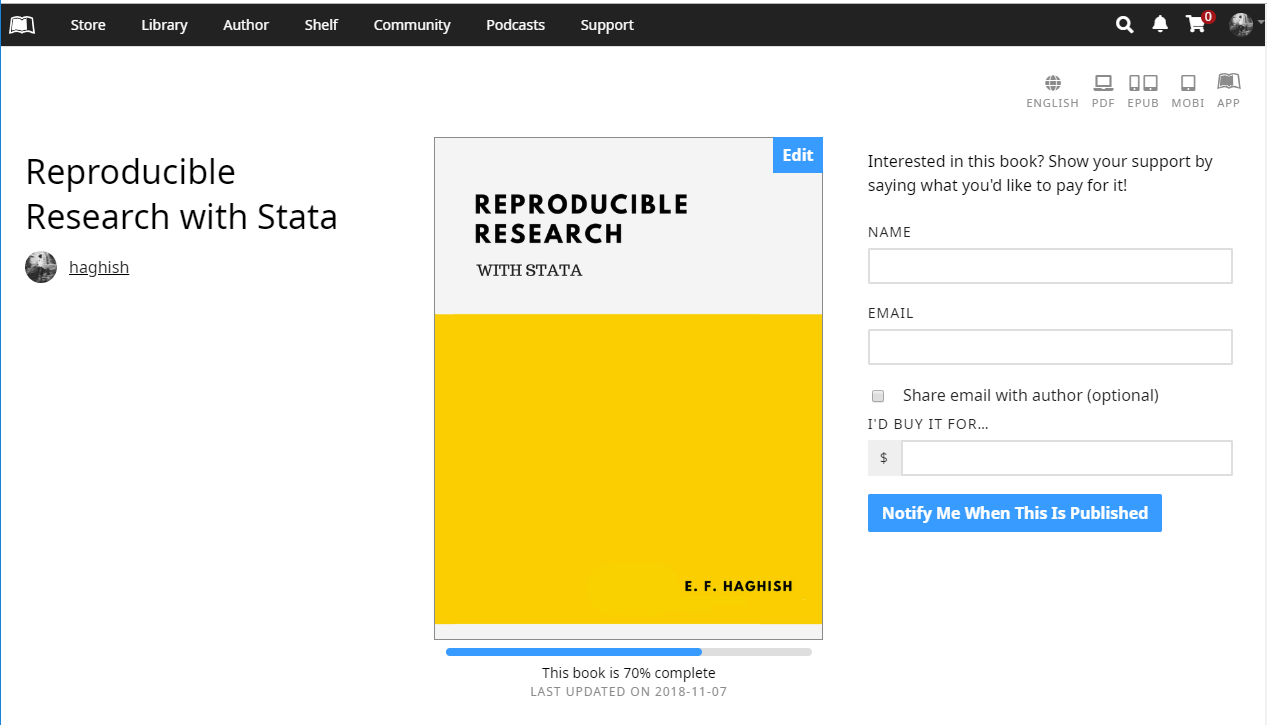 Store Library Author Shelf Community Podcasts Support 0
ENGLISH PDF EPUB MOBI APP
Reproducible
Research with Stata
haghish
Edit
REPRODUCIBLE
RESEARCH
WITH STATA
E. F. HAGHISH
This book is 70% complete
LAST UPDATED ON 2018-11-07
Interested in this book? Show your support by
saying what you'd like to pay for it!
NAME
EMAIL
Share email with author (optional)
I'D BUY IT FOR...
$
Notify Me When This Is Published